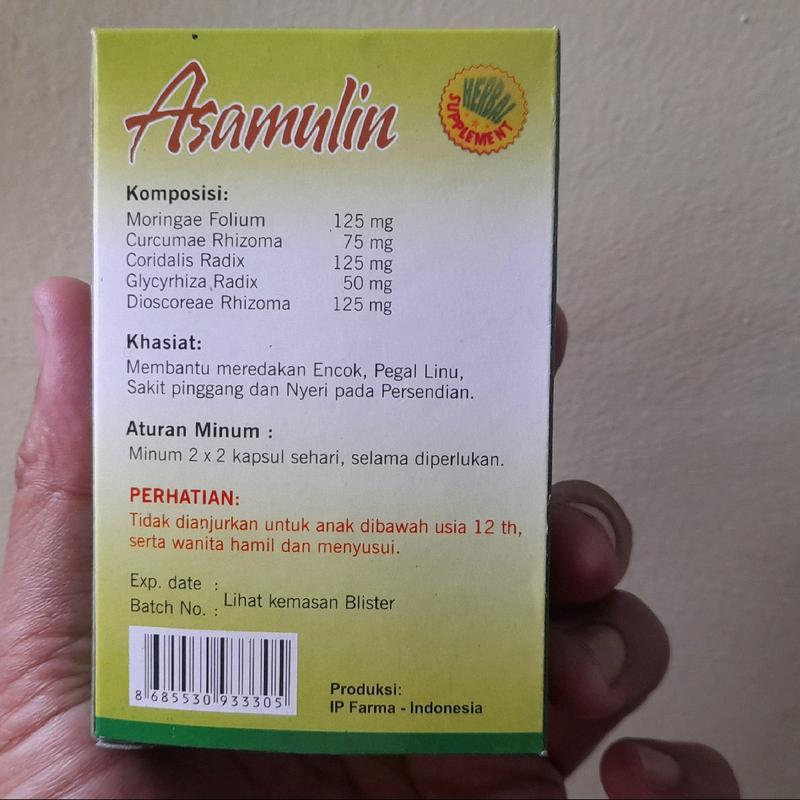 Asamulin
HERBAL
SUPPLEMENT
Komposisi:
Moringae Folium 125 mg
Curcumae Rhizoma 75 mg
Coridalis Radix 125 mg
Glycyrhiza Radix 50 mg
Dioscoreae Rhizoma 125 mg
Khasiat:
Membantu meredakan Encok, Pegal Linu,
Sakit pinggang dan Nyeri pada Persendian.
Aturan Minum :
Minum 2 x 2 kapsul sehari, selama diperlukan.
PERHATIAN:
Tidak dianjurkan untuk anak dibawah usia 12 th,
serta wanita hamil dan menyusui.
Exp. date :
Batch No. : Lihat kemasan Blister
8 685530 933305
Produksi:
IP Farma - Indonesia